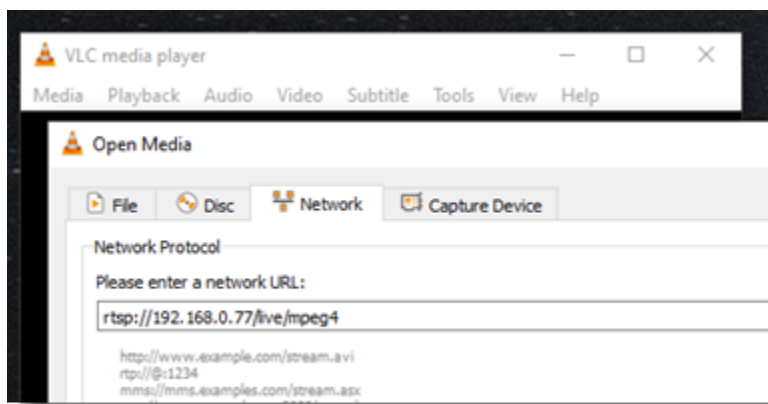 VLC media player
Media Playback Audio Video Subtitle Tools View Help
Open Media
File Disc Network Capture Device
Network Protocol
Please enter a network URL:
rtsp://192.168.0.77/live/mpeg4
http://www.example.com/stream.avi
rtp://@:1234
mms://mms.examples.com/stream.asx